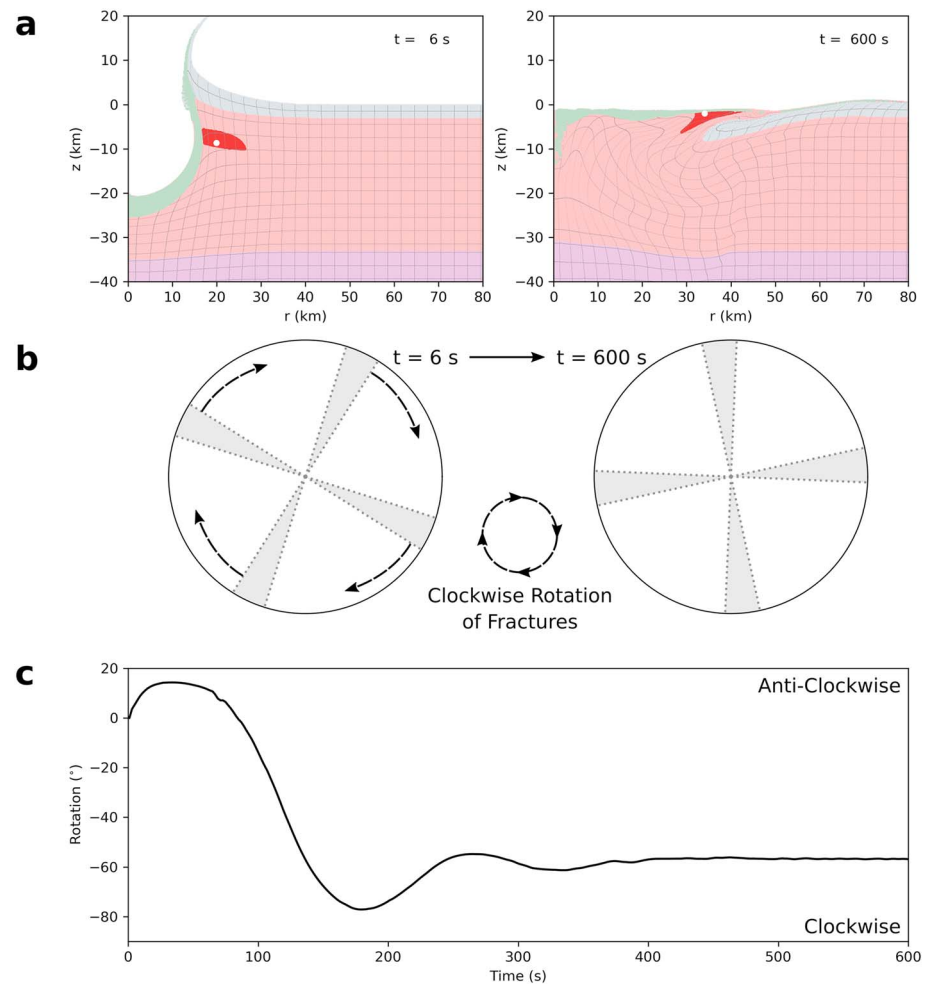 a
t = 6 s
20
10
0
−10
−20
−30
−40
z (km)
0 10 20 30 40 50 60 70 80
r (km)
t = 600 s
20
10
0
−10
−20
−30
−40
z (km)
0 10 20 30 40 50 60 70 80
r (km)
b
t = 6 s
t = 600 s
Clockwise Rotation
of Fractures
c
Anti-Clockwise
20
0
−20
−40
−60
−80
Rotation (°)
Clockwise
0 100 200 300 400 500 600
Time (s)